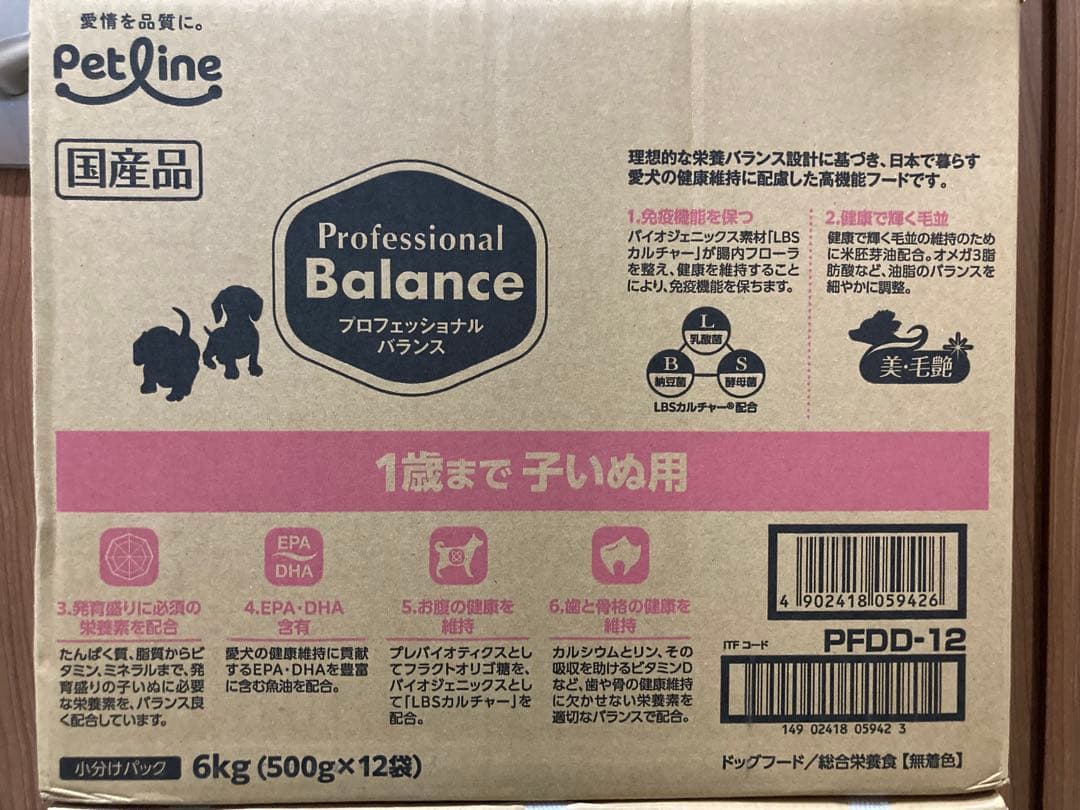 愛情を品質に。
Petline
国産品
Professional
Balance
プロフェッショナル
バランス
理想的な栄養バランス設計に基づき、日本で暮らす
愛犬の健康維持に配慮した高機能フードです。
1.免疫機能を保つ
バイオジェニックス素材「LBS
カルチャー」が腸内フローラ
を整え、健康を維持すること
により、免疫機能を保ちます。
L
乳酸菌
B
納豆菌
S
酵母菌
LBSカルチャー®配合
2.健康で輝く毛並
健康で輝く毛並の維持のため
に米胚芽油配合。オメガ3脂
肪酸など、油脂のバランスを
細やかに調整。
美・毛艶
1歳まで 子いぬ用
3.発育盛りに必須の
栄養素を配合
たんぱく質、脂質からビ
タミン、ミネラルまで、発
育盛りの子いぬに必要
な栄養素を、バランス良
く配合しています。
EPA
DHA
4.EPA・DHA
含有
愛犬の健康維持に貢献
するEPA・DHAを豊富
に含む魚油を配合。
5.お腹の健康を
維持
プレバイオティクスとし
てフラクトオリゴ糖を、
バイオジェニックスとし
て「LBSカルチャー」を
配合。
6.歯と骨格の健康を
維持
カルシウムとリン、その
吸収を助けるビタミンD
など、歯や骨の健康維持
に欠かせない栄養素を
適切なバランスで配合。
4 902418 059426
ITFコード PFDD-12
149 02418 05942 3
小分けパック 6kg (500g×12袋)
ドッグフード/総合栄養食【無着色】